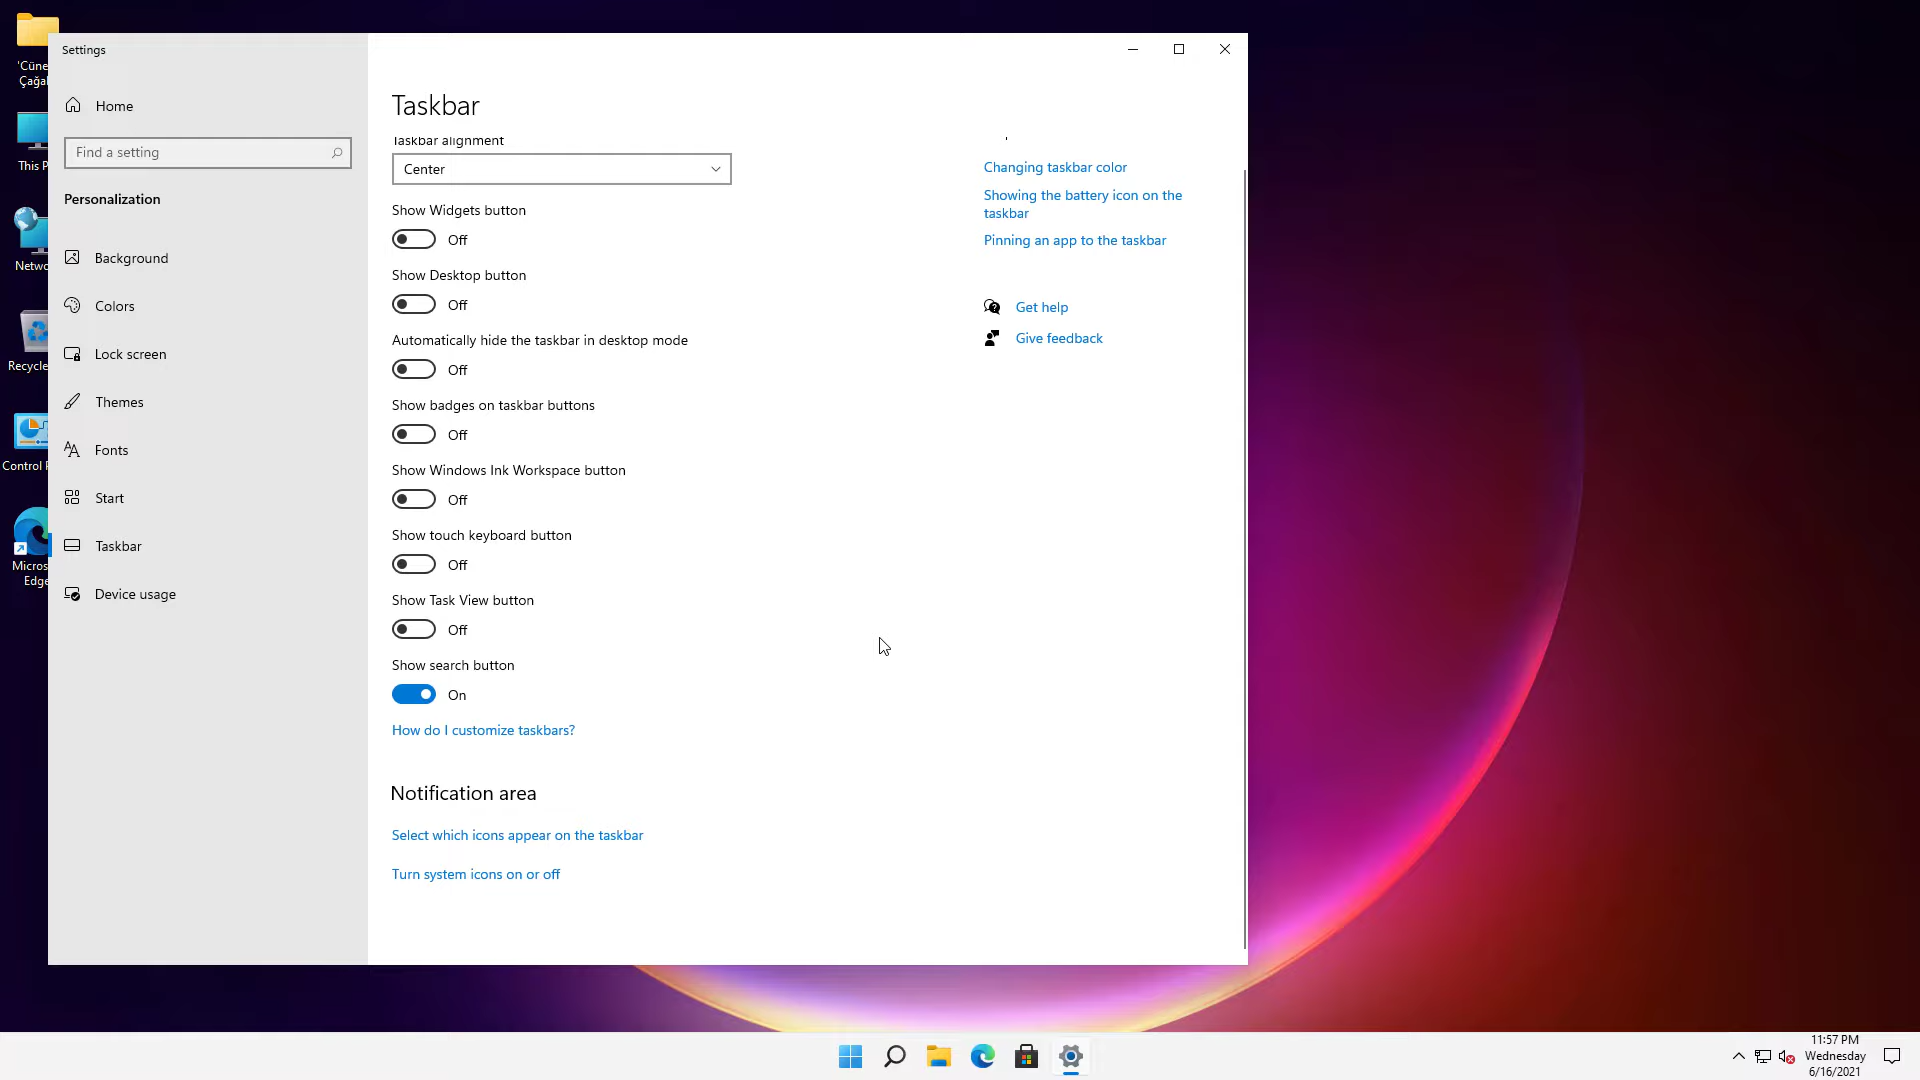 'Cüne
Çağal
This P
Netwo
Recycle
Control P
Micros
Edge
Settings
Home
Find a setting
Personalization
Background
Colors
Lock screen
Themes
Fonts
Start
Taskbar
Device usage
Taskbar
Taskbar alignment
Center
Show Widgets button
Off
Show Desktop button
Off
Automatically hide the taskbar in desktop mode
Off
Show badges on taskbar buttons
Off
Show Windows Ink Workspace button
Off
Show touch keyboard button
Off
Show Task View button
Off
Show search button
On
How do I customize taskbars?
Notification area
Select which icons appear on the taskbar
Turn system icons on or off
Changing taskbar color
Showing the battery icon on the
taskbar
Pinning an app to the taskbar
Get help
Give feedback
11:57 PM
Wednesday
6/16/2021